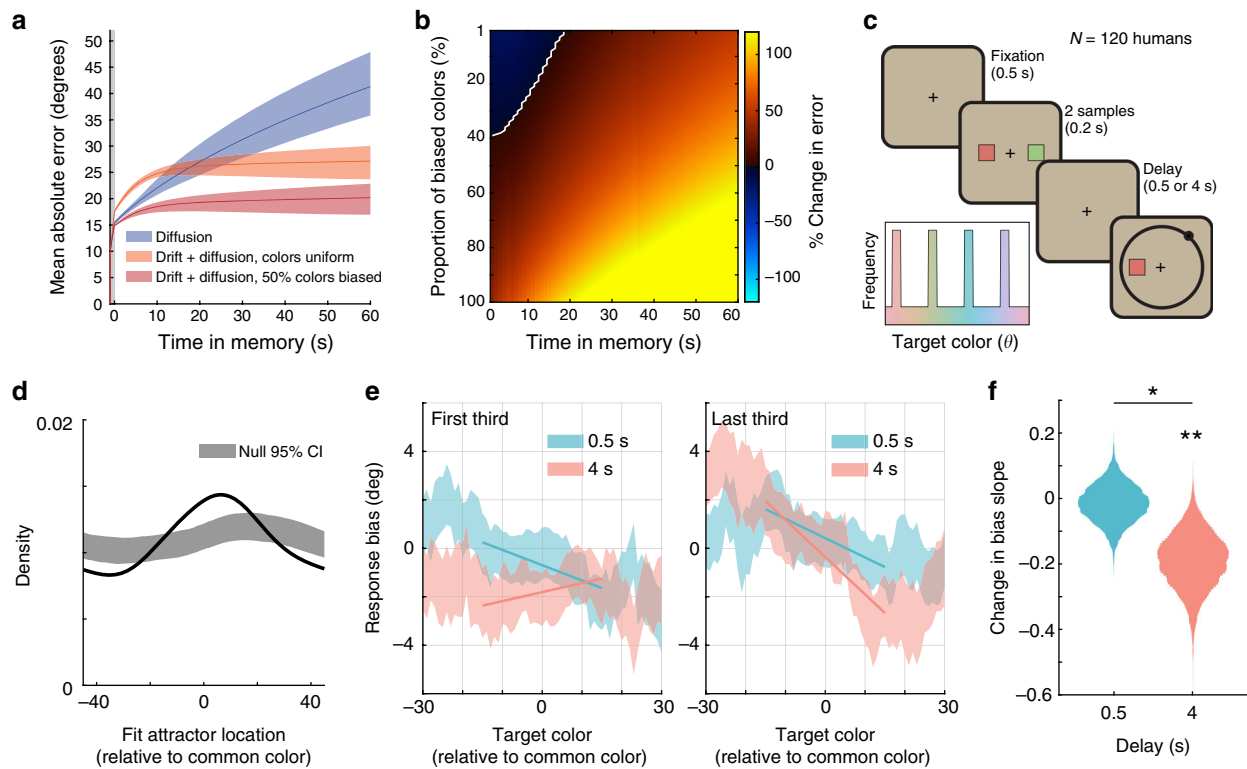 a
Mean absolute error (degrees)
50
45
40
35
30
25
20
15
10
5
0
Diffusion
Drift + diffusion, colors uniform
Drift + diffusion, 50% colors biased
0 10 20 30 40 50 60
Time in memory (s)
b
Proportion of biased colors (%)
1
20
40
60
80
100
0 10 20 30 40 50 60
Time in memory (s)
100
50
0
−50
−100
% Change in error
c
N = 120 humans
Fixation
(0.5 s)
2 samples
(0.2 s)
Delay
(0.5 or 4 s)
Frequency
Target color (θ)
d
0.02
Null 95% CI
Density
0
−40 0 40
Fit attractor location
(relative to common color)
e
First third
0.5 s
4 s
Response bias (deg)
4
0
−4
−30 0 30
Target color
(relative to common color)
Last third
0.5 s
4 s
4
0
−4
−30 0 30
Target color
(relative to common color)
f
*
**
Change in bias slope
0.2
0
−0.2
−0.4
−0.6
0.5 4
Delay (s)